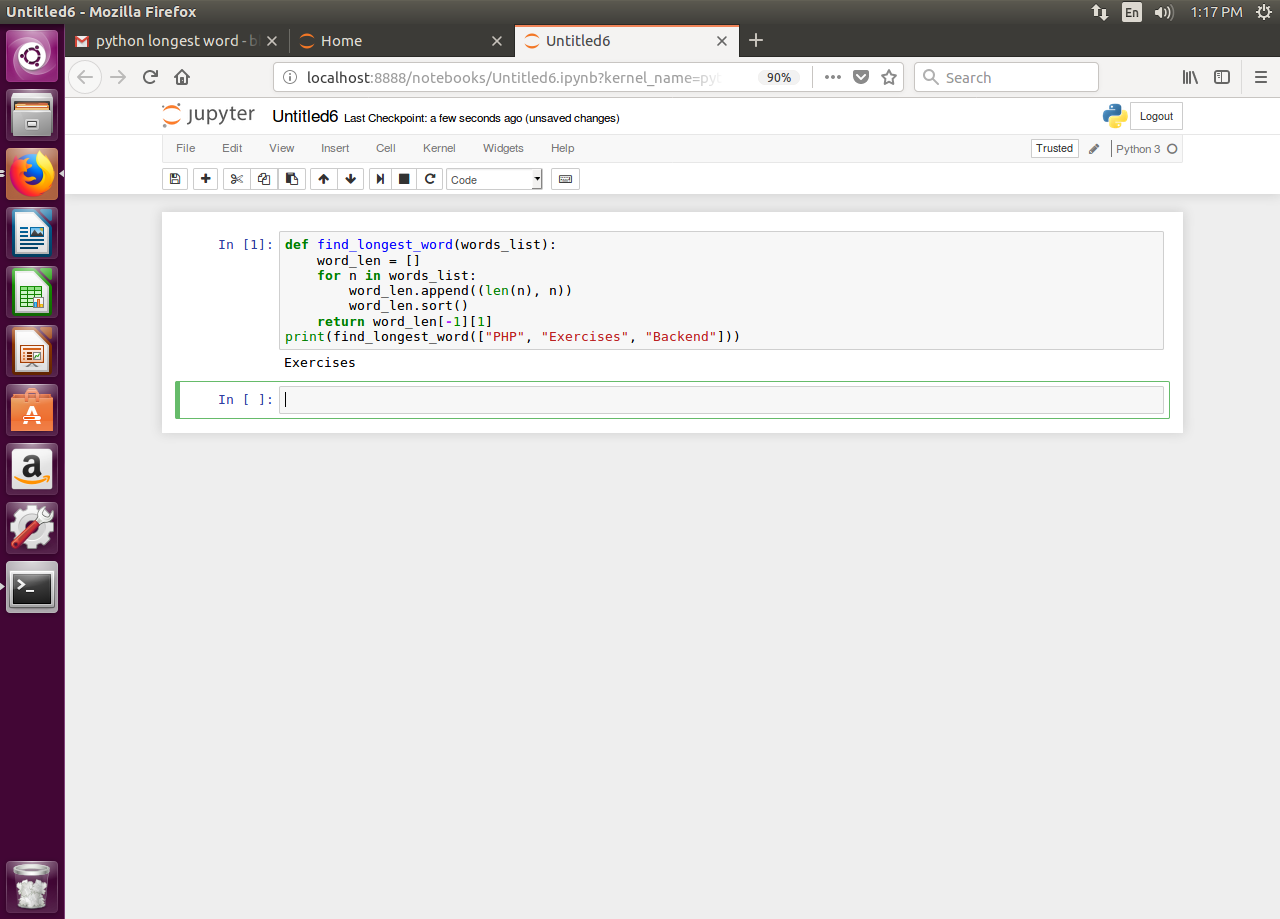 Untitled6 - Mozilla Firefox
En
1:17 PM
python longest word - b
Home
Untitled6
localhost:8888/notebooks/Untitled6.ipynb?kernel_name=pyt
90%
Search
jupyter
Untitled6 Last Checkpoint: a few seconds ago (unsaved changes)
Logout
File Edit View Insert Cell Kernel Widgets Help
Trusted
Python 3
Code
In [1]:
def find_longest_word(words_list):
    word_len = []
    for n in words_list:
        word_len.append((len(n), n))
        word_len.sort()
    return word_len[-1][1]
print(find_longest_word(["PHP", "Exercises", "Backend"]))
Exercises
In [ ]:
>_